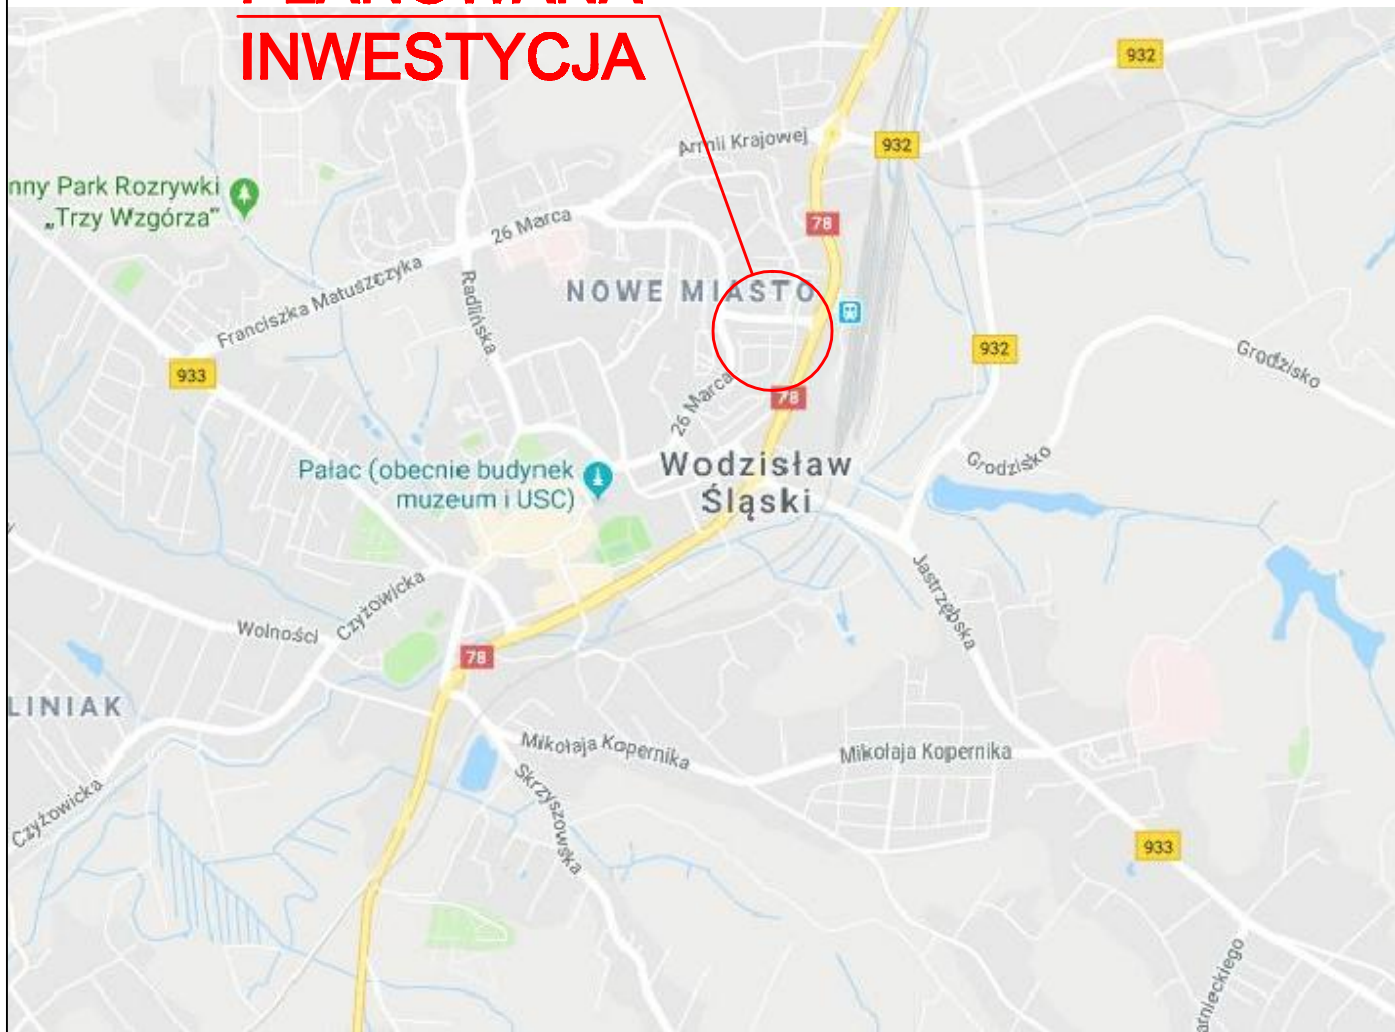 PLANOWANA
INWESTYCJA
932
Armii Krajowej
932
nny Park Rozrywki
„Trzy Wzgórza”
26 Marca
78
Franciszka Matuszczyka
Radlińska
NOWE MIASTO
932
Grodzisko
933
26 Marca
78
Grodzisko
Pałac (obecnie budynek
muzeum i USC)
Wodzisław
Śląski
Jastrzębska
Wolności
Czyżowicka
78
LINIAK
Mikołaja Kopernika
Mikołaja Kopernika
Skrzyszowska
Czyżowicka
933
atnieckiego